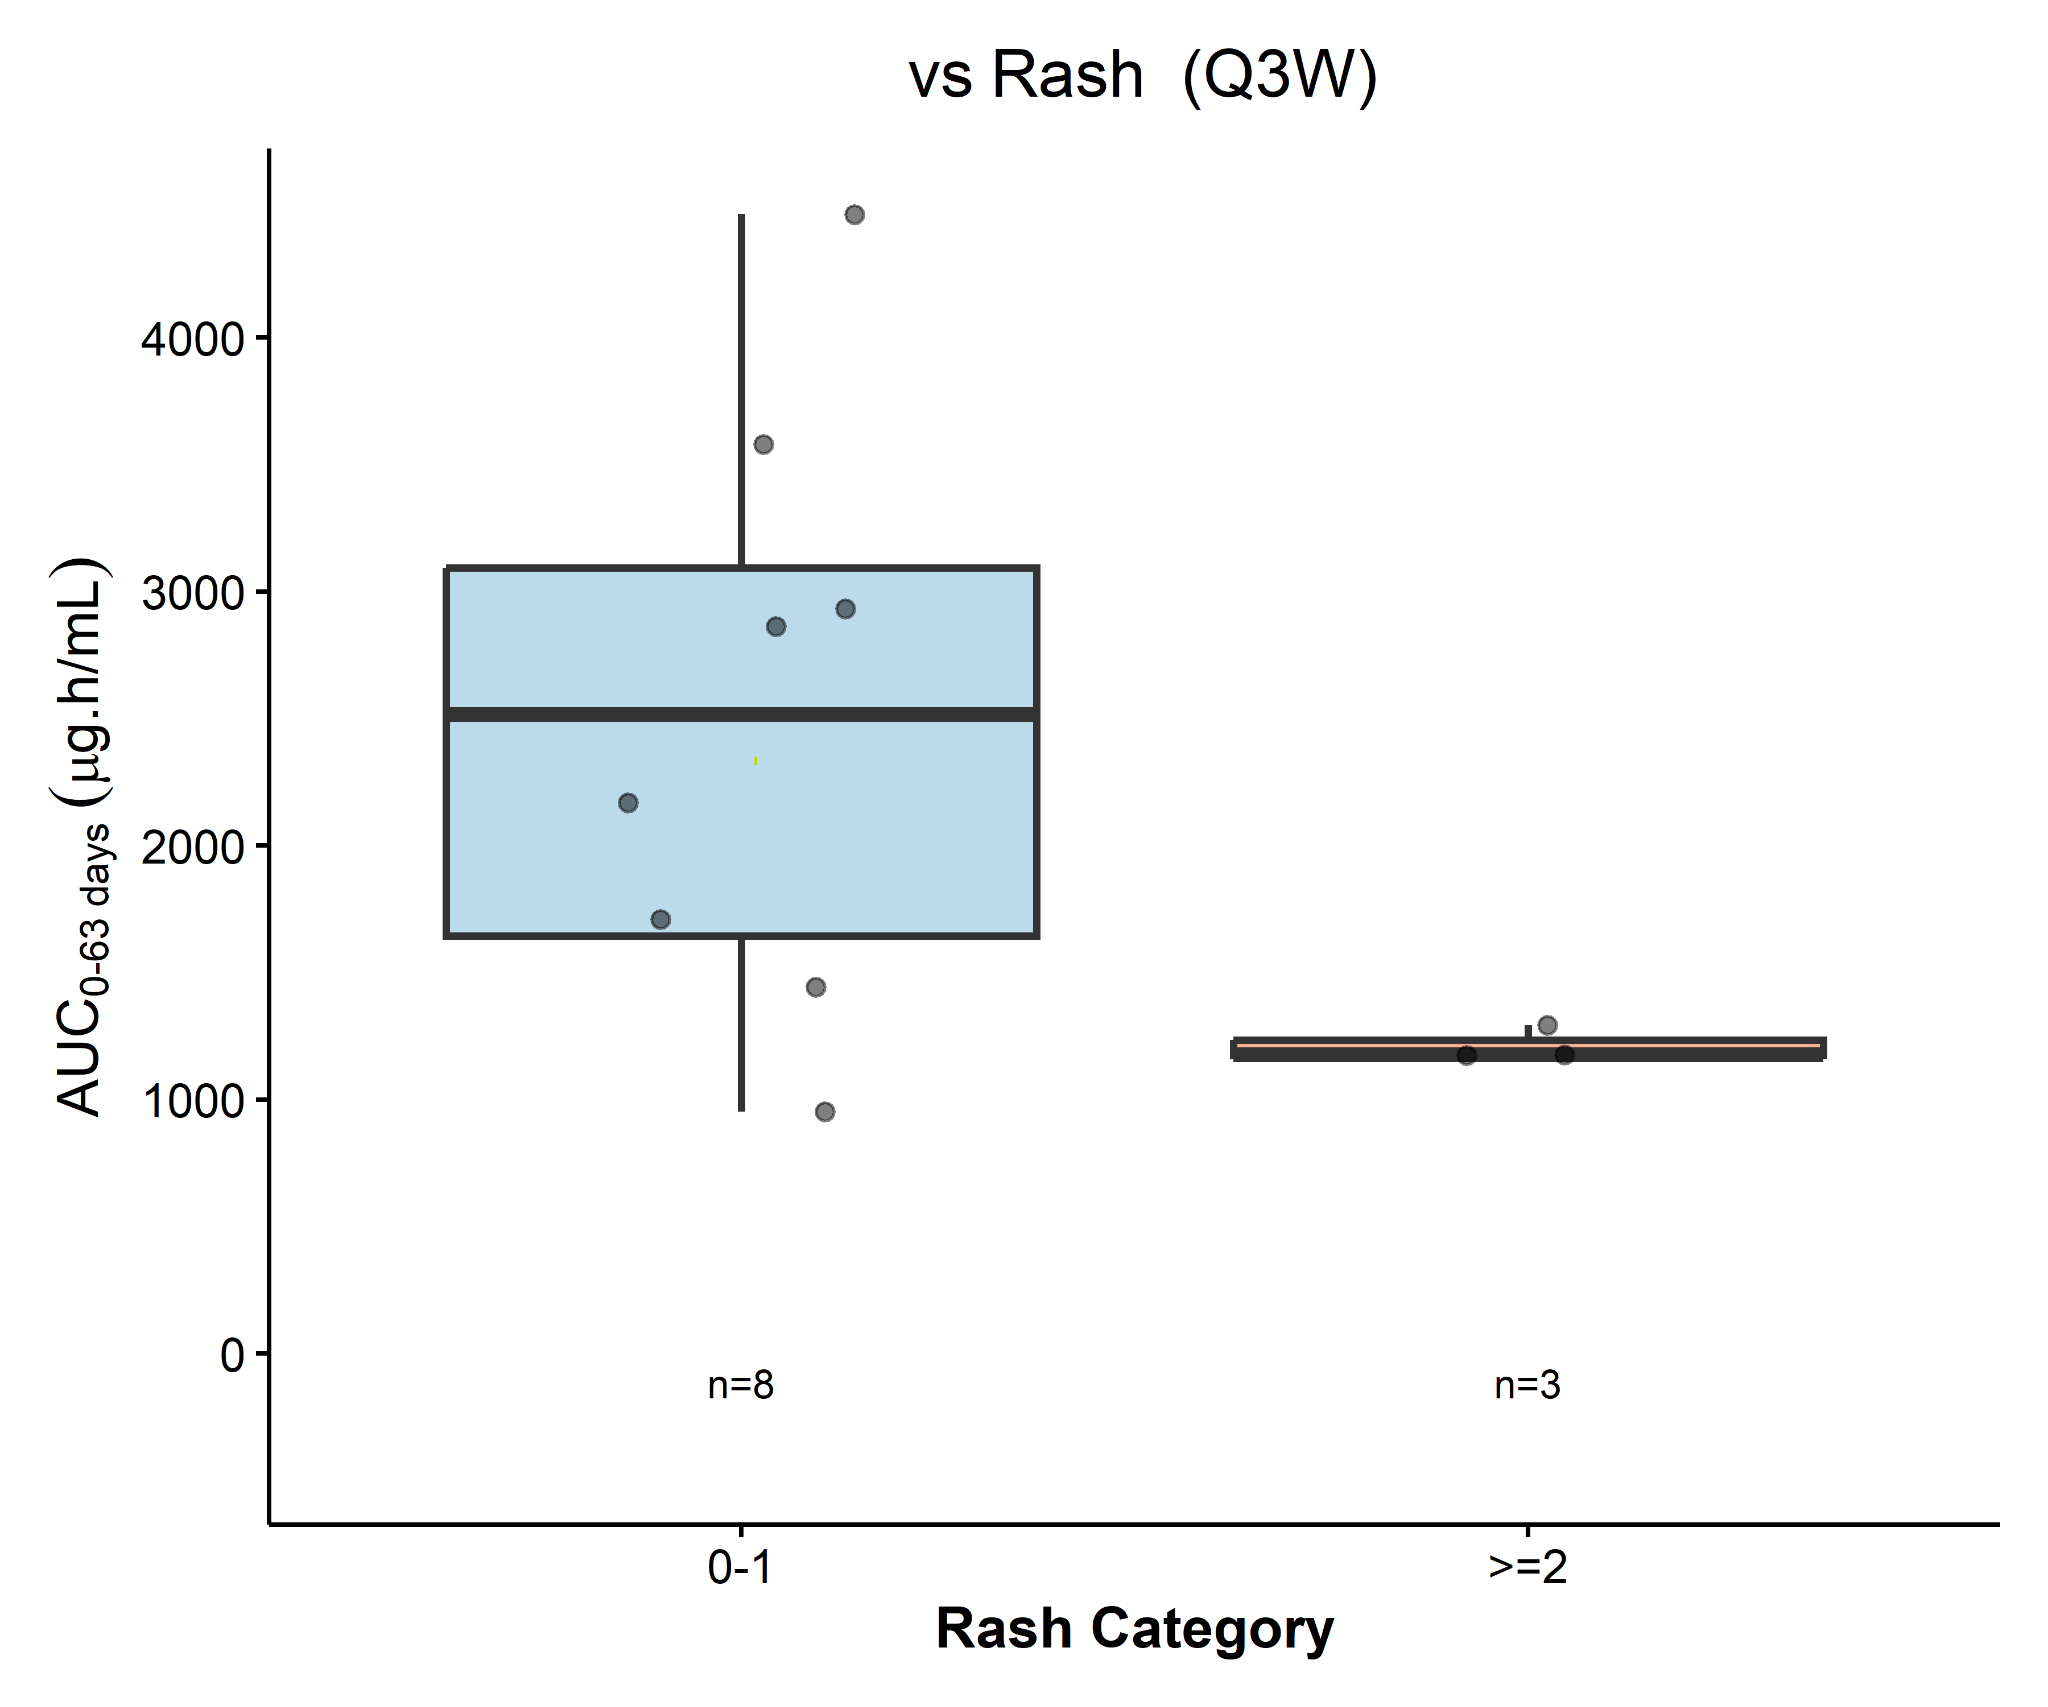 vs Rash  (Q3W)
AUC0-63 days (μg.h/mL)
4000
3000
2000
1000
0
n=8
n=3
0-1
>=2
Rash Category